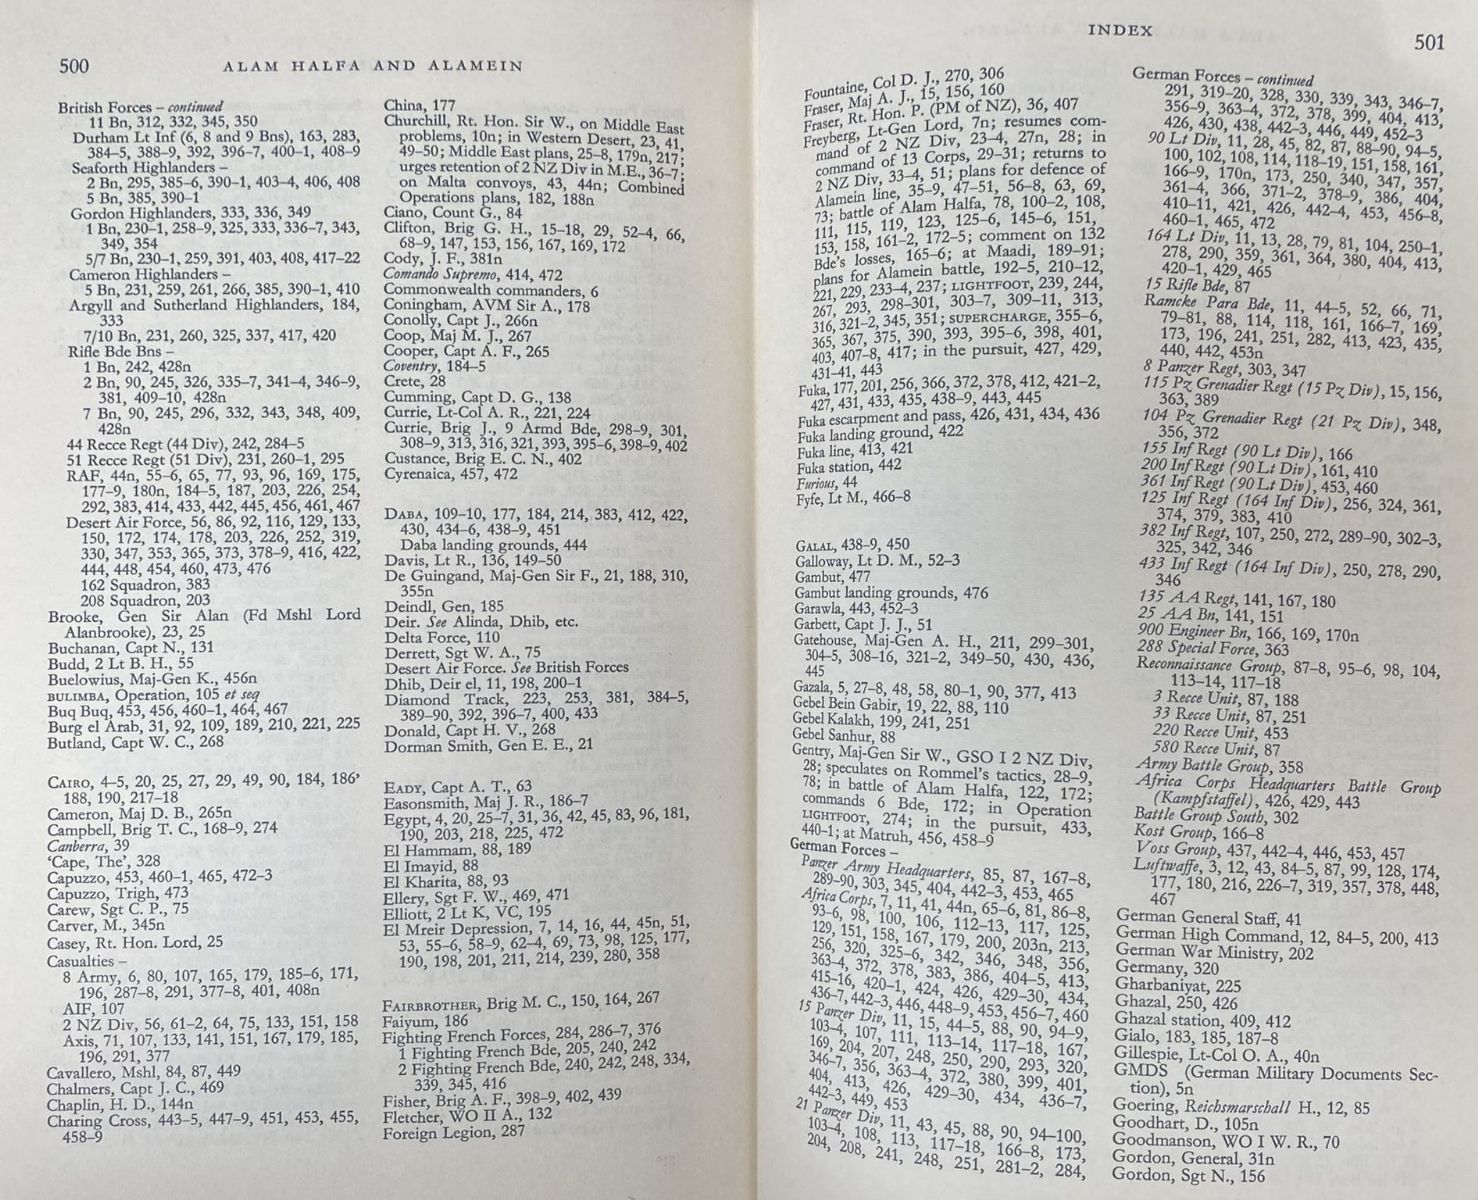 500
ALAM HALFA AND ALAMEIN
British Forces – continued
11 Bn, 312, 332, 345, 350
Durham Lt Inf (6, 8 and 9 Bns), 163, 283,
384–5, 388–9, 392, 396–7, 400–1, 408–9
Seaforth Highlanders –
2 Bn, 295, 385–6, 390–1, 403–4, 406, 408
5 Bn, 385, 390–1
Gordon Highlanders, 333, 336, 349
1 Bn, 230–1, 258–9, 325, 333, 336–7, 343,
349, 354
5/7 Bn, 230–1, 259, 391, 403, 408, 417–22
Cameron Highlanders –
5 Bn, 231, 259, 261, 266, 385, 390–1, 410
Argyll and Sutherland Highlanders, 184,
333
7/10 Bn, 231, 260, 325, 337, 417, 420
Rifle Bde Bns –
1 Bn, 242, 428n
2 Bn, 90, 245, 326, 335–7, 341–4, 346–9,
381, 409–10, 428n
7 Bn, 90, 245, 296, 332, 343, 348, 409,
428n
44 Recce Regt (44 Div), 242, 284–5
51 Recce Regt (51 Div), 231, 260–1, 295
RAF, 44n, 55–6, 65, 77, 93, 96, 169, 175,
177–9, 180n, 184–5, 187, 203, 226, 254,
292, 383, 414, 433, 442, 445, 456, 461, 467
Desert Air Force, 56, 86, 92, 116, 129, 133,
150, 172, 174, 178, 203, 226, 252, 319,
330, 347, 353, 365, 373, 378–9, 416, 422,
444, 448, 454, 460, 473, 476
162 Squadron, 383
208 Squadron, 203
Brooke, Gen Sir Alan (Fd Mshl Lord
Alanbrooke), 23, 25
Buchanan, Capt N., 131
Budd, 2 Lt B. H., 55
Buelowius, Maj-Gen K., 456n
BULIMBA, Operation, 105 et seq
Buq Buq, 453, 456, 460–1, 464, 467
Burg el Arab, 31, 92, 109, 189, 210, 221, 225
Butland, Capt W. C., 268
CAIRO, 4–5, 20, 25, 27, 29, 49, 90, 184, 186’
188, 190, 217–18
Cameron, Maj D. B., 265n
Campbell, Brig T. C., 168–9, 274
Canberra, 39
‘Cape, The’, 328
Capuzzo, 453, 460–1, 465, 472–3
Capuzzo, Trigh, 473
Carew, Sgt C. P., 75
Carver, M., 345n
Casey, Rt. Hon. Lord, 25
Casualties –
8 Army, 6, 80, 107, 165, 179, 185–6, 171,
196, 287–8, 291, 377–8, 401, 408n
AIF, 107
2 NZ Div, 56, 61–2, 64, 75, 133, 151, 158
Axis, 71, 107, 133, 141, 151, 167, 179, 185,
196, 291, 377
Cavallero, Mshl, 84, 87, 449
Chalmers, Capt J. C., 469
Chaplin, H. D., 144n
Charing Cross, 443–5, 447–9, 451, 453, 455,
458–9
China, 177
Churchill, Rt. Hon. Sir W., on Middle East
problems, 10n; in Western Desert, 23, 41,
49–50; Middle East plans, 25–8, 179n, 217;
urges retention of 2 NZ Div in M.E., 36–7;
on Malta convoys, 43, 44n; Combined
Operations plans, 182, 188n
Ciano, Count G., 84
Clifton, Brig G. H., 15–18, 29, 52–4, 66,
68–9, 147, 153, 156, 167, 169, 172
Cody, J. F., 381n
Comando Supremo, 414, 472
Commonwealth commanders, 6
Coningham, AVM Sir A., 178
Conolly, Capt J., 266n
Coop, Maj M. J., 267
Cooper, Capt A. F., 265
Coventry, 184–5
Crete, 28
Cumming, Capt D. G., 138
Currie, Lt-Col A. R., 221, 224
Currie, Brig J., 9 Armd Bde, 298–9, 301,
308–9, 313, 316, 321, 393, 395–6, 398–9, 402
Custance, Brig E. C. N., 402
Cyrenaica, 457, 472
DABA, 109–10, 177, 184, 214, 383, 412, 422,
430, 434–6, 438–9, 451
Daba landing grounds, 444
Davis, Lt R., 136, 149–50
De Guingand, Maj-Gen Sir F., 21, 188, 310,
355n
Deindl, Gen, 185
Deir. See Alinda, Dhib, etc.
Delta Force, 110
Derrett, Sgt W. A., 75
Desert Air Force. See British Forces
Dhib, Deir el, 11, 198, 200–1
Diamond Track, 223, 253, 381, 384–5,
389–90, 392, 396–7, 400, 433
Donald, Capt H. V., 268
Dorman Smith, Gen E. E., 21
EADY, Capt A. T., 63
Easonsmith, Maj J. R., 186–7
Egypt, 4, 20, 25–7, 31, 36, 42, 45, 83, 96, 181,
190, 203, 218, 225, 472
El Hammam, 88, 189
El Imayid, 88
El Kharita, 88, 93
Ellery, Sgt F. W., 469, 471
Elliott, 2 Lt K, VC, 195
El Mreir Depression, 7, 14, 16, 44, 45n, 51,
53, 55–6, 58–9, 62–4, 69, 73, 98, 125, 177,
190, 198, 201, 211, 214, 239, 280, 358
FAIRBROTHER, Brig M. C., 150, 164, 267
Faiyum, 186
Fighting French Forces, 284, 286–7, 376
1 Fighting French Bde, 205, 240, 242
2 Fighting French Bde, 240, 242, 248, 334,
339, 345, 416
Fisher, Brig A. F., 398–9, 402, 439
Fletcher, WO II A., 132
Foreign Legion, 287
INDEX
501
Fountaine, Col D. J., 270, 306
Fraser, Maj A. J., 15, 156, 160
Fraser, Rt. Hon. P. (PM of NZ), 36, 407
Freyberg, Lt-Gen Lord, 7n; resumes com-
mand of 2 NZ Div, 23–4, 27n, 28; in
command of 13 Corps, 29–31; returns to
2 NZ Div, 33–4, 51; plans for defence of
Alamein line, 35–9, 47–51, 56–8, 63, 69,
73; battle of Alam Halfa, 78, 100–2, 108,
111, 115, 119, 123, 125–6, 145–6, 151,
153, 158, 161–2, 172–5; comment on 132
Bde's losses, 165–6; at Maadi, 189–91;
plans for Alamein battle, 192–5, 210–12,
221, 229, 233–4, 237; LIGHTFOOT, 239, 244,
267, 293, 298–301, 303–7, 309–11, 313,
316, 321–2, 345, 351; SUPERCHARGE, 355–6,
365, 367, 375, 390, 393, 395–6, 398, 401,
403, 407–8, 417; in the pursuit, 427, 429,
431–41, 443
Fuka, 177, 201, 256, 366, 372, 378, 412, 421–2,
427, 431, 433, 435, 438–9, 443, 445
Fuka escarpment and pass, 426, 431, 434, 436
Fuka landing ground, 422
Fuka line, 413, 421
Fuka station, 442
Furious, 44
Fyfe, Lt M., 466–8
GALAL, 438–9, 450
Galloway, Lt D. M., 52–3
Gambut, 477
Gambut landing grounds, 476
Garawla, 443, 452–3
Garbett, Capt J. J., 51
Gatehouse, Maj-Gen A. H., 211, 299–301,
304–5, 308–16, 321–2, 349–50, 430, 436,
445
Gazala, 5, 27–8, 48, 58, 80–1, 90, 377, 413
Gebel Bein Gabir, 19, 22, 88, 110
Gebel Kalakh, 199, 241, 251
Gebel Sanhur, 88
Gentry, Maj-Gen Sir W., GSO I 2 NZ Div,
28; speculates on Rommel's tactics, 28–9,
78; in battle of Alam Halfa, 122, 172;
commands 6 Bde, 172; in Operation
LIGHTFOOT, 274; in the pursuit, 433,
440–1; at Matruh, 456, 458–9
German Forces –
Panzer Army Headquarters, 85, 87, 167–8,
289–90, 303, 345, 404, 442–3, 453, 465
Africa Corps, 7, 11, 41, 44n, 65–6, 81, 86–8,
93–6, 98, 100, 106, 112–13, 117, 125,
129, 151, 158, 167, 179, 200, 203n, 213,
256, 320, 325–6, 342, 346, 348, 356,
363–4, 372, 378, 383, 386, 404–5, 413,
415–16, 420–1, 424, 426, 429–30, 434,
436–7, 442–3, 446, 448–9, 453, 456–7, 460
15 Panzer Div, 11, 15, 44–5, 88, 90, 94–9,
103–4, 107, 111, 113–14, 117–18, 167,
169, 204, 207, 248, 250, 290, 293, 320,
346–7, 356, 363–4, 372, 380, 399, 401,
404, 413, 426, 429–30, 434, 436–7,
442–3, 449, 453
21 Panzer Div, 11, 43, 45, 88, 90, 94–100,
103–4, 108, 113, 117–18, 166–8, 173,
204, 208, 241, 248, 251, 281–2, 284,
German Forces – continued
291, 319–20, 328, 330, 339, 343, 346–7,
356–9, 363–4, 372, 378, 399, 404, 413,
426, 430, 438, 442–3, 446, 449, 452–3
90 Lt Div, 11, 28, 45, 82, 87, 88–90, 94–5,
100, 102, 108, 114, 118–19, 151, 158, 161,
166–9, 170n, 173, 250, 340, 347, 357,
361–4, 366, 371–2, 378–9, 386, 404,
410–11, 421, 426, 442–4, 453, 456–8,
460–1, 465, 472
164 Lt Div, 11, 13, 28, 79, 81, 104, 250–1,
278, 290, 359, 361, 364, 380, 404, 413,
420–1, 429, 465
15 Rifle Bde, 87
Ramcke Para Bde, 11, 44–5, 52, 66, 71,
79–81, 88, 114, 118, 161, 166–7, 169,
173, 196, 241, 251, 282, 413, 423, 435,
440, 442, 453n
8 Panzer Regt, 303, 347
115 Pz Grenadier Regt (15 Pz Div), 15, 156,
363, 389
104 Pz Grenadier Regt (21 Pz Div), 348,
356, 372
155 Inf Regt (90 Lt Div), 166
200 Inf Regt (90 Lt Div), 161, 410
361 Inf Regt (90 Lt Div), 453, 460
125 Inf Regt (164 Inf Div), 256, 324, 361,
374, 379, 383, 410
382 Inf Regt, 107, 250, 272, 289–90, 302–3,
325, 342, 346
433 Inf Regt (164 Inf Div), 250, 278, 290,
346
135 AA Regt, 141, 167, 180
25 AA Bn, 141, 151
900 Engineer Bn, 166, 169, 170n
288 Special Force, 363
Reconnaissance Group, 87–8, 95–6, 98, 104,
113–14, 117–18
3 Recce Unit, 87, 188
33 Recce Unit, 87, 251
220 Recce Unit, 453
580 Recce Unit, 87
Army Battle Group, 358
Africa Corps Headquarters Battle Group
(Kampfstaffel), 426, 429, 443
Battle Group South, 302
Kost Group, 166–8
Voss Group, 437, 442–4, 446, 453, 457
Luftwaffe, 3, 12, 43, 84–5, 87, 99, 128, 174,
177, 180, 216, 226–7, 319, 357, 378, 448,
467
German General Staff, 41
German High Command, 12, 84–5, 200, 413
German War Ministry, 202
Germany, 320
Gharbaniyat, 225
Ghazal, 250, 426
Ghazal station, 409, 412
Gialo, 183, 185, 187–8
Gillespie, Lt-Col O. A., 40n
GMDS (German Military Documents Sec-
tion), 5n
Goering, Reichsmarschall H., 12, 85
Goodhart, D., 105n
Goodmanson, WO I W. R., 70
Gordon, General, 31n
Gordon, Sgt N., 156